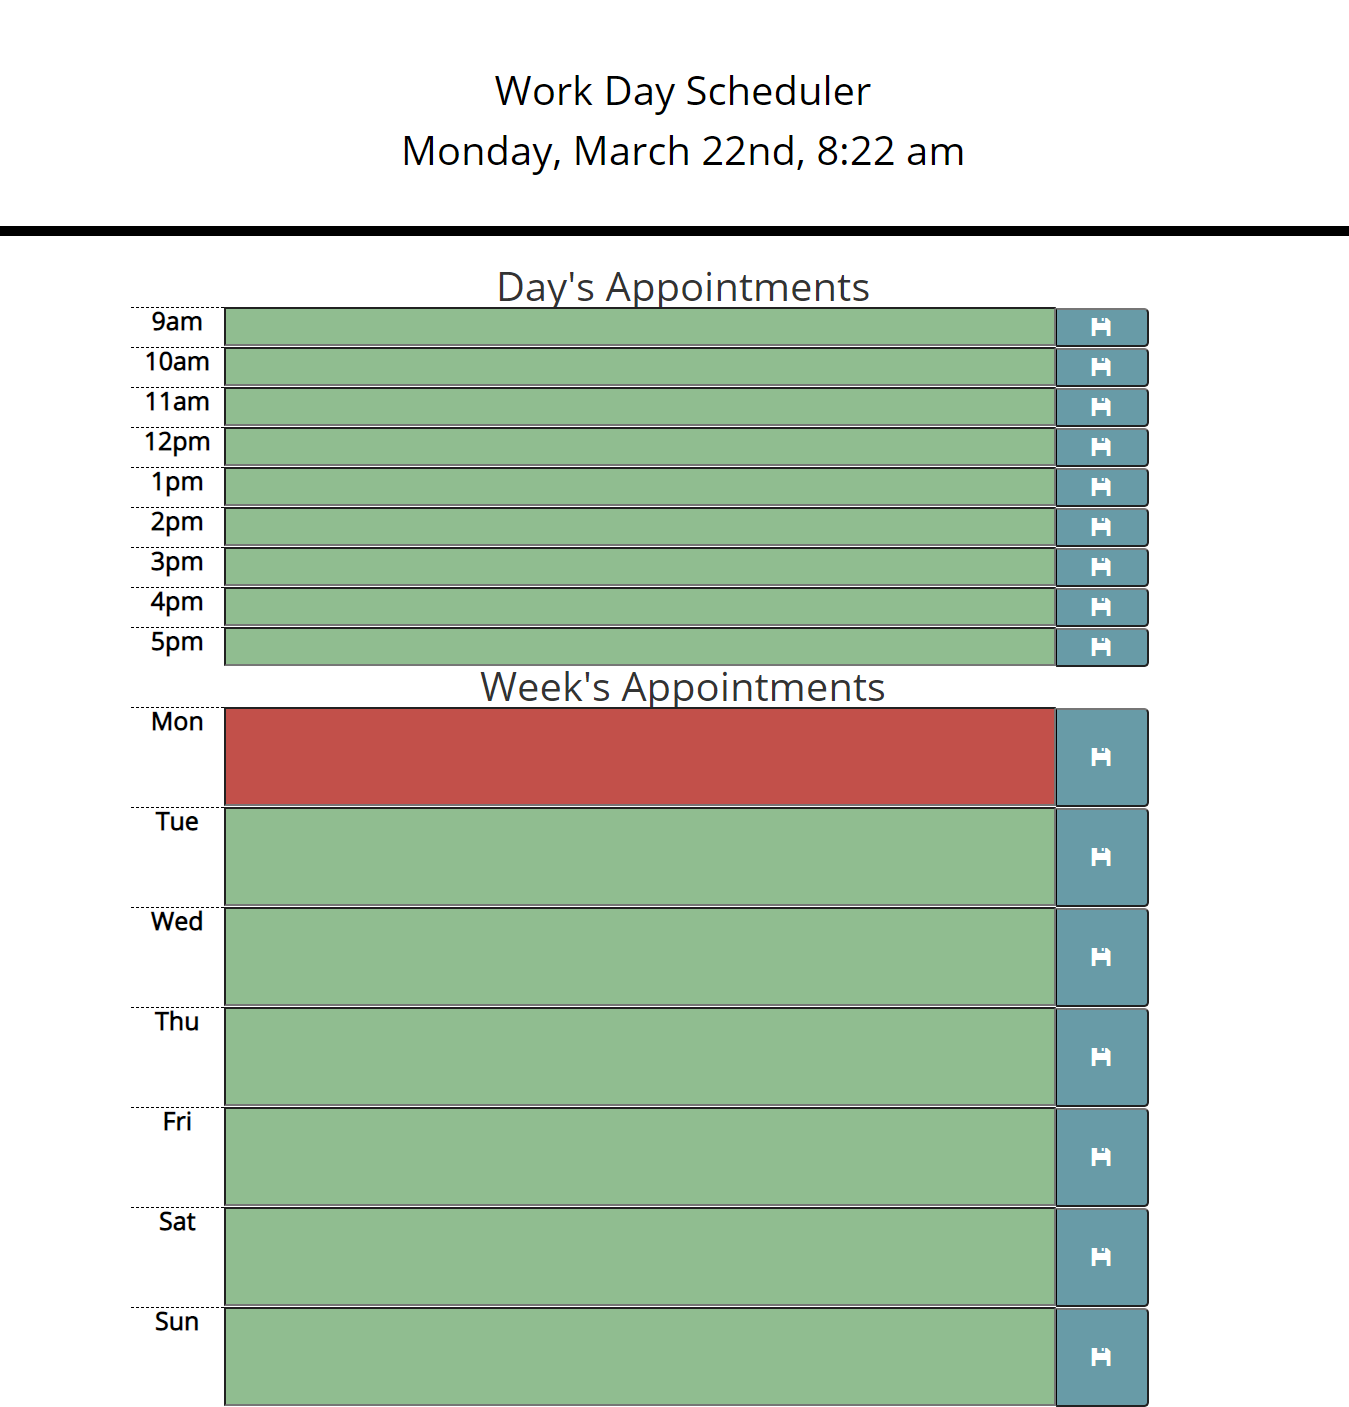 Work Day Scheduler
Monday, March 22nd, 8:22 am
Day's Appointments
9am
10am
11am
12pm
1pm
2pm
3pm
4pm
5pm
Week's Appointments
Mon
Tue
Wed
Thu
Fri
Sat
Sun